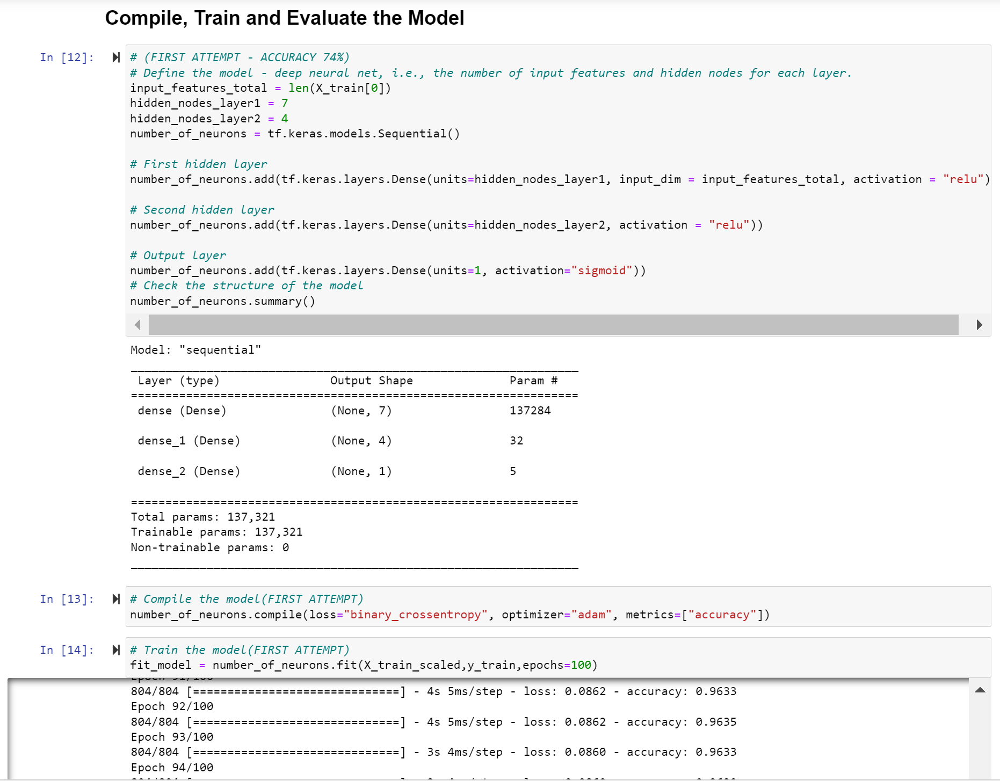 Compile, Train and Evaluate the Model
In [12]:
# (FIRST ATTEMPT - ACCURACY 74%)
# Define the model - deep neural net, i.e., the number of input features and hidden nodes for each layer.
input_features_total = len(X_train[0])
hidden_nodes_layer1 = 7
hidden_nodes_layer2 = 4
number_of_neurons = tf.keras.models.Sequential()
# First hidden layer
number_of_neurons.add(tf.keras.layers.Dense(units=hidden_nodes_layer1, input_dim = input_features_total, activation = "relu")
# Second hidden layer
number_of_neurons.add(tf.keras.layers.Dense(units=hidden_nodes_layer2, activation = "relu"))
# Output layer
number_of_neurons.add(tf.keras.layers.Dense(units=1, activation="sigmoid"))
# Check the structure of the model
number_of_neurons.summary()
Model: "sequential"
_________________________________________________________________
Layer (type) Output Shape Param #
=================================================================
dense (Dense) (None, 7) 137284
dense_1 (Dense) (None, 4) 32
dense_2 (Dense) (None, 1) 5
=================================================================
Total params: 137,321
Trainable params: 137,321
Non-trainable params: 0
_________________________________________________________________
In [13]:
# Compile the model(FIRST ATTEMPT)
number_of_neurons.compile(loss="binary_crossentropy", optimizer="adam", metrics=["accuracy"])
In [14]:
# Train the model(FIRST ATTEMPT)
fit_model = number_of_neurons.fit(X_train_scaled,y_train,epochs=100)
Epoch 91/100
804/804 [==============================] - 4s 5ms/step - loss: 0.0862 - accuracy: 0.9633
Epoch 92/100
804/804 [==============================] - 4s 5ms/step - loss: 0.0862 - accuracy: 0.9635
Epoch 93/100
804/804 [==============================] - 3s 4ms/step - loss: 0.0860 - accuracy: 0.9633
Epoch 94/100